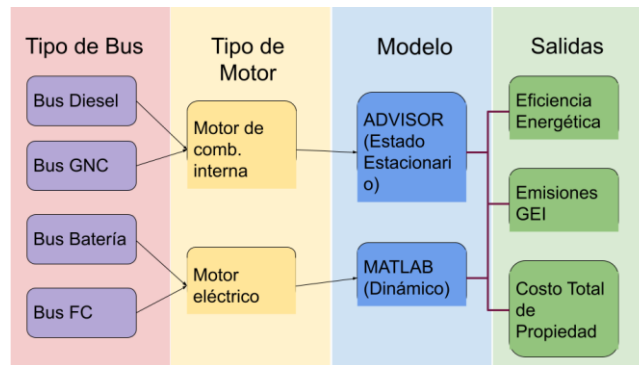 Tipo de Bus
Bus Diesel
Bus GNC
Bus Batería
Bus FC
Tipo de
Motor
Motor de
comb.
interna
Motor
eléctrico
Modelo
ADVISOR
(Estado
Estacionari
o)
MATLAB
(Dinámico)
Salidas
Eficiencia
Energética
Emisiones
GEI
Costo Total
de
Propiedad